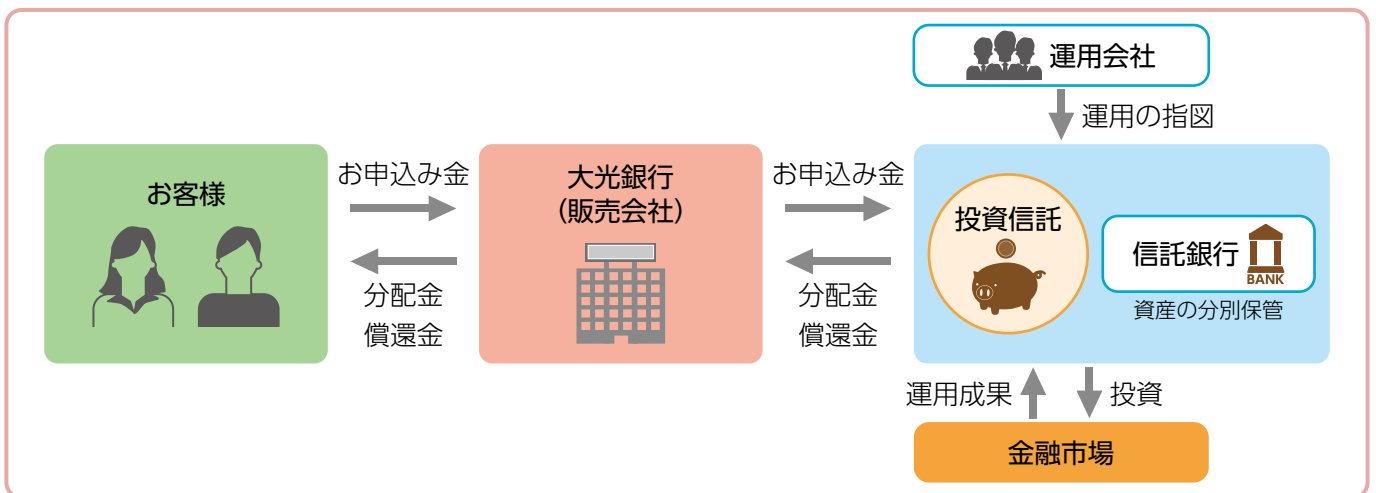 運用会社
運用の指図
お客様
お申込み金
分配金
償還金
大光銀行
（販売会社）
お申込み金
分配金
償還金
投資信託
信託銀行
BANK
資産の分別保管
運用成果
投資
金融市場